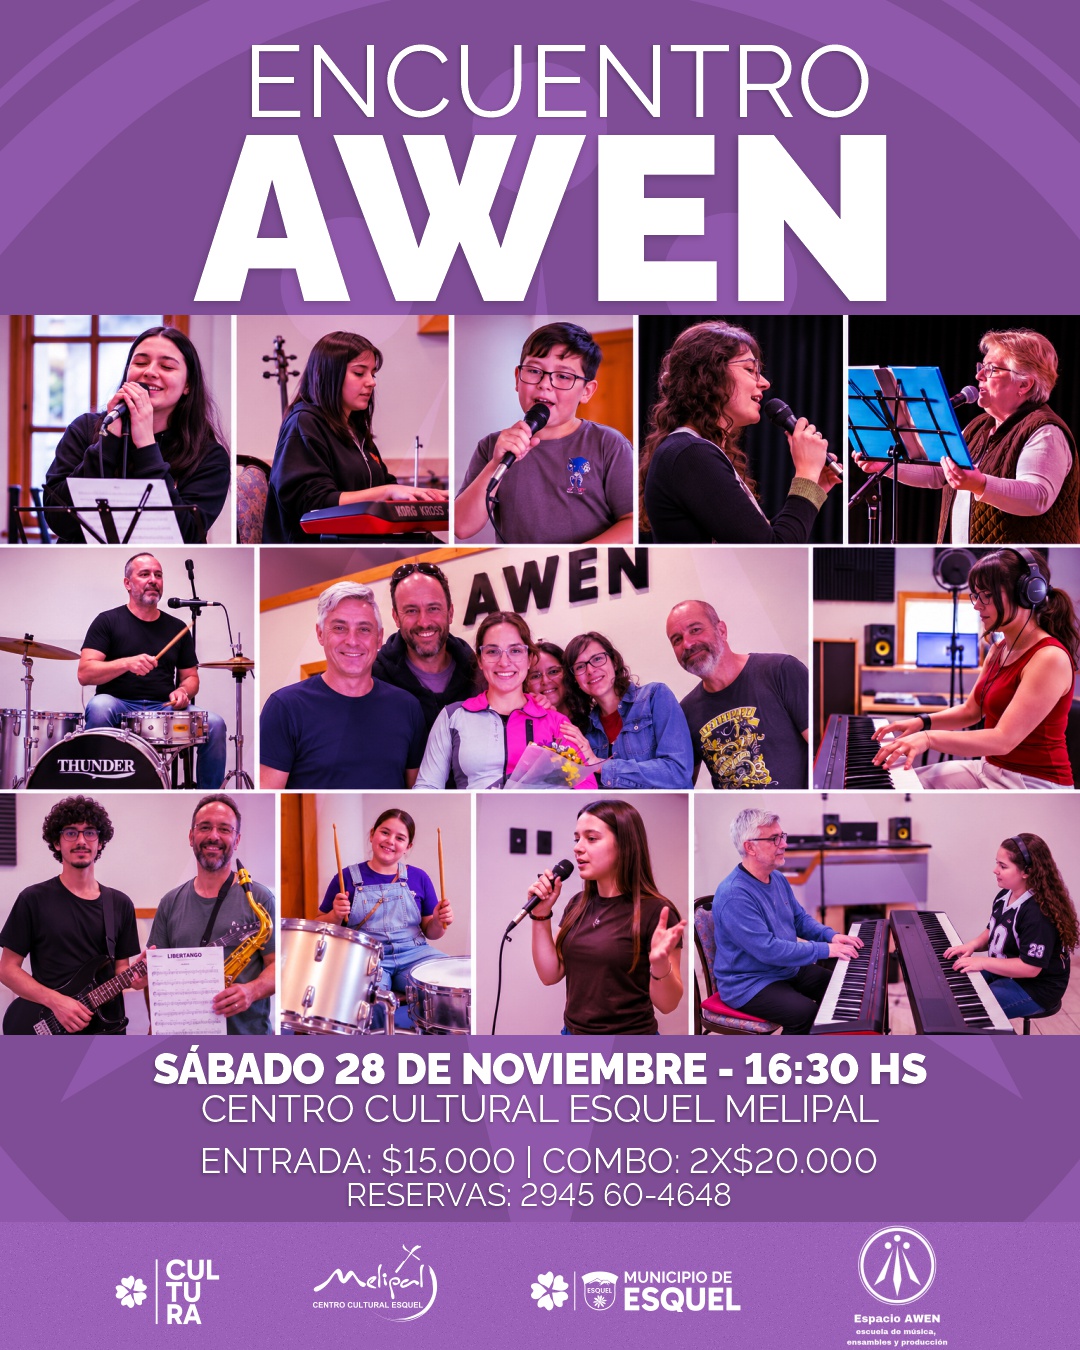 ENCUENTRO
AWEN
KORG KROSS
AWEN
THUNDER
LIBERTANGO
23
SÁBADO 28 DE NOVIEMBRE - 16:30 HS
CENTRO CULTURAL ESQUEL MELIPAL
ENTRADA: $15.000 | COMBO: 2X$20.000
RESERVAS: 2945 60-4648
CUL
TU
RA
Melipal
CENTRO CULTURAL ESQUEL
ESQUEL
MUNICIPIO DE
ESQUEL
Espacio AWEN
escuela de música,
ensambles y producción